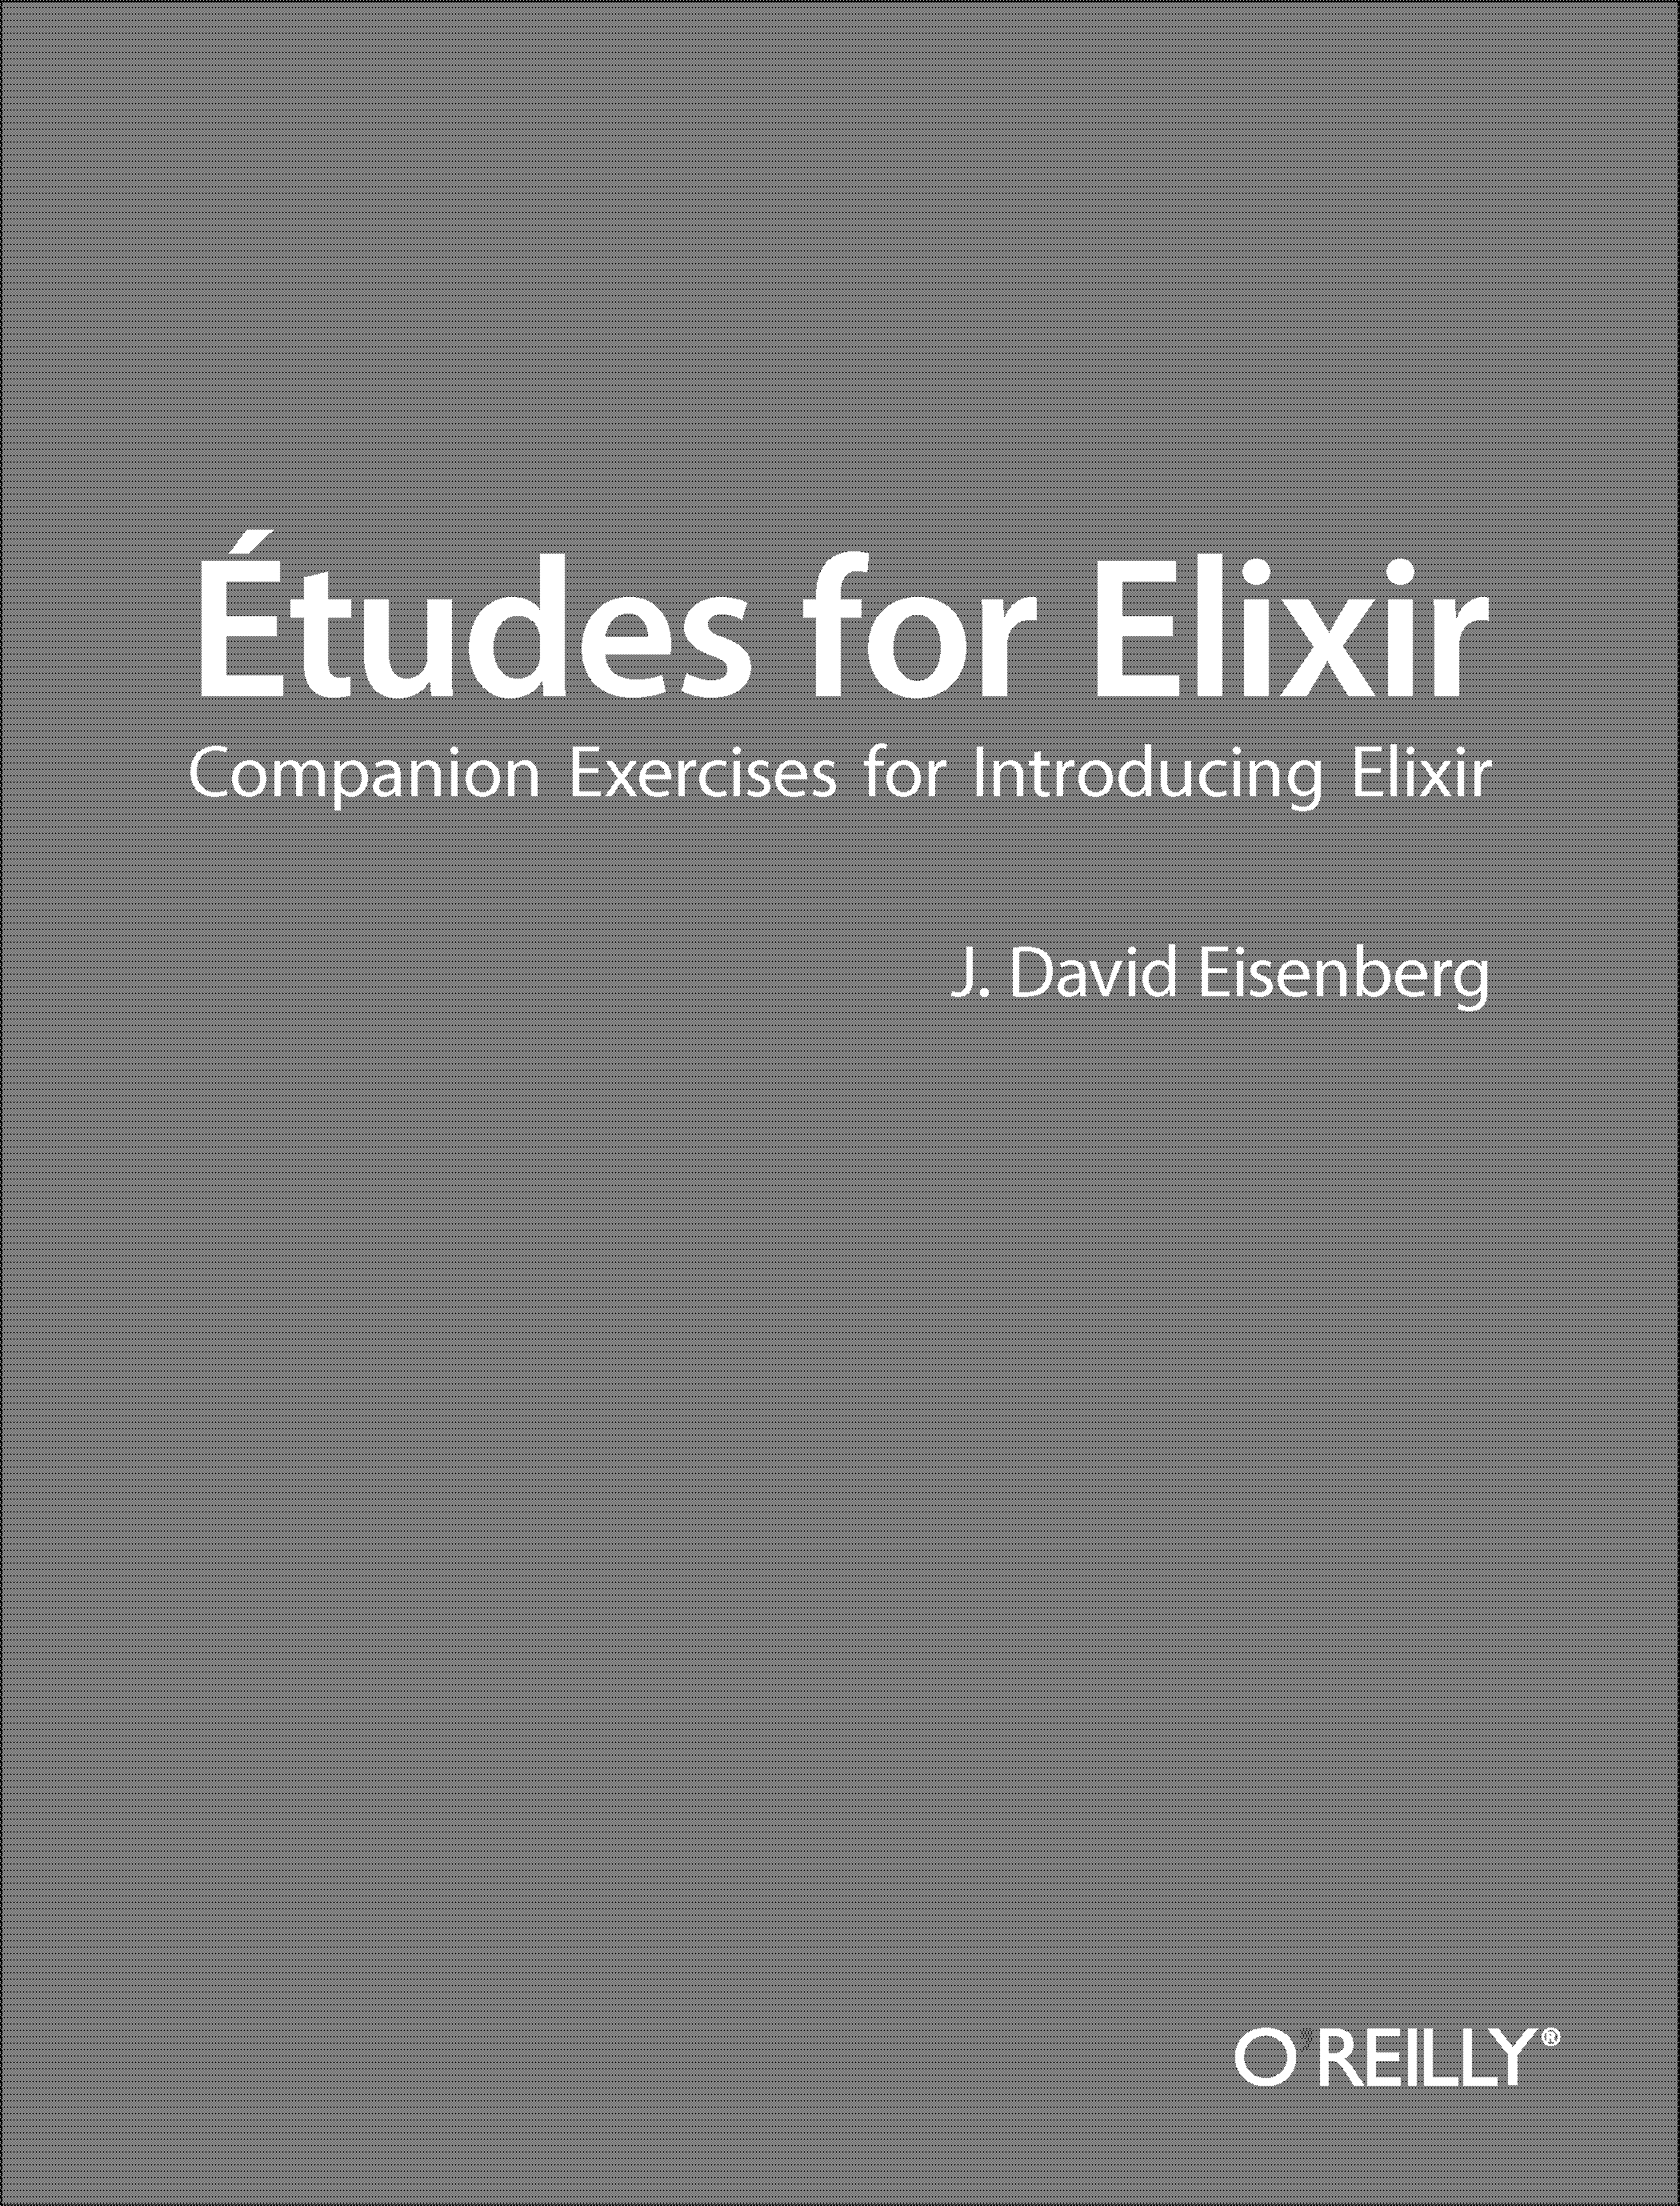 Études for Elixir
Companion Exercises for Introducing Elixir
J. David Eisenberg
O'REILLY®